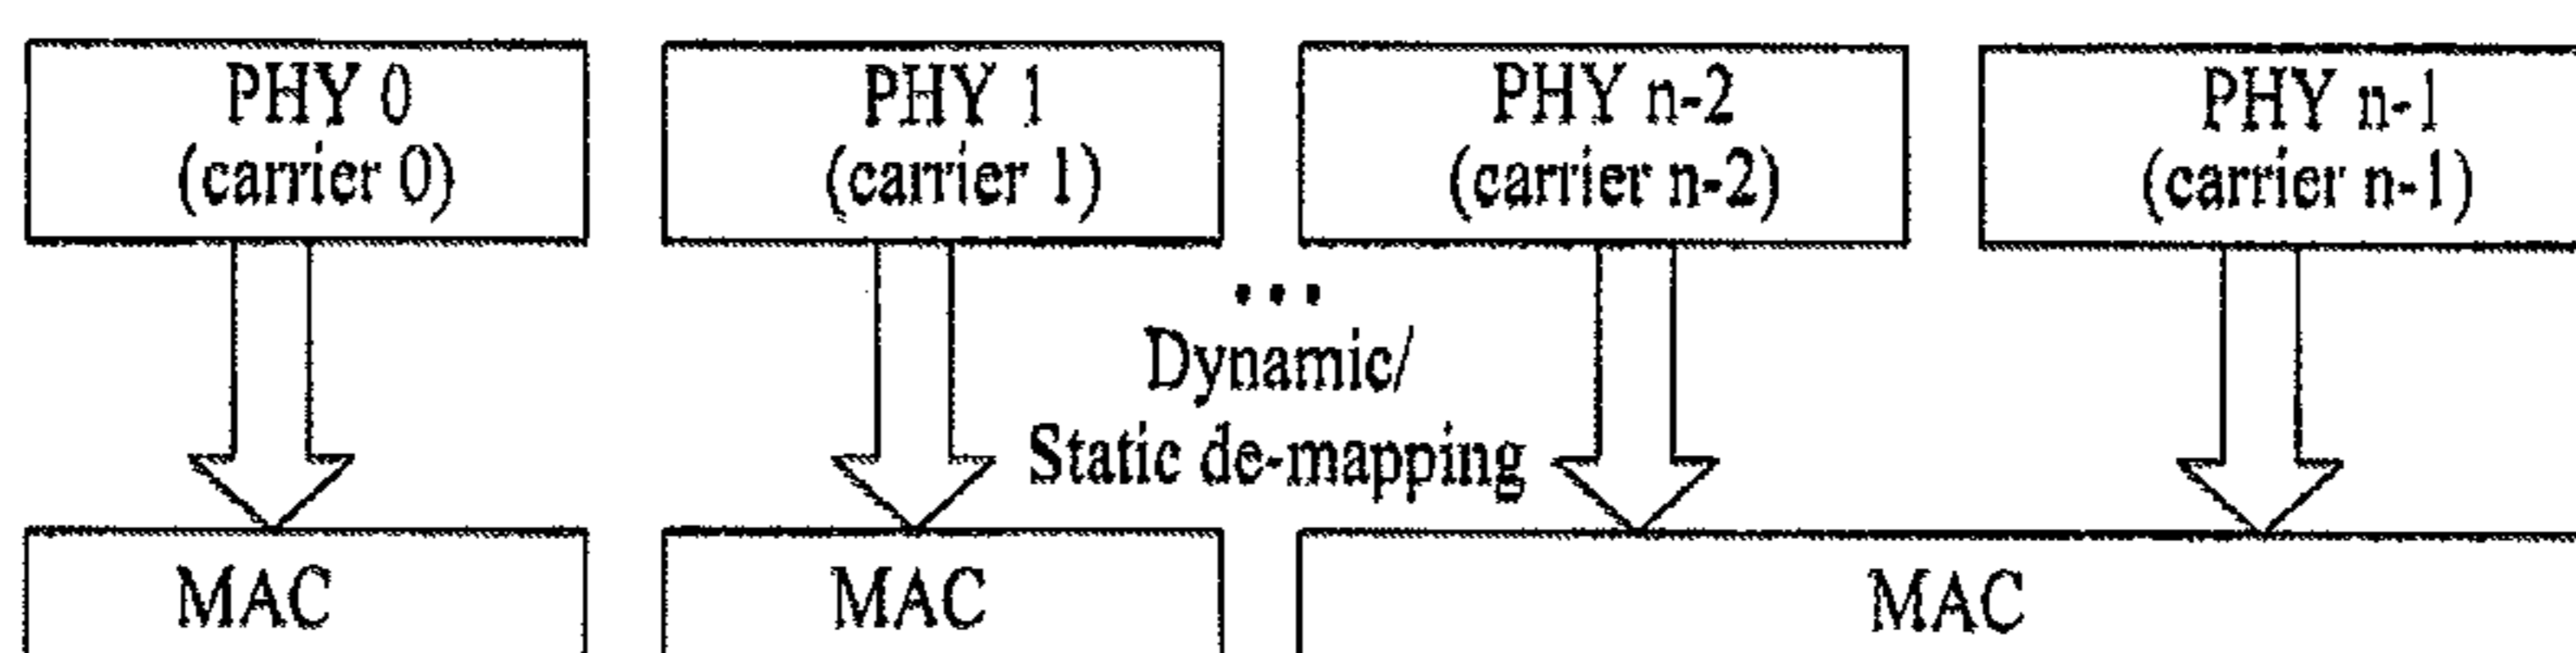 PHY 0
(carrier 0)
PHY 1
(carrier 1)
PHY n-2
(carrier n-2)
PHY n-1
(carrier n-1)
• • •
Dynamic/
Static de-mapping
MAC
MAC
MAC